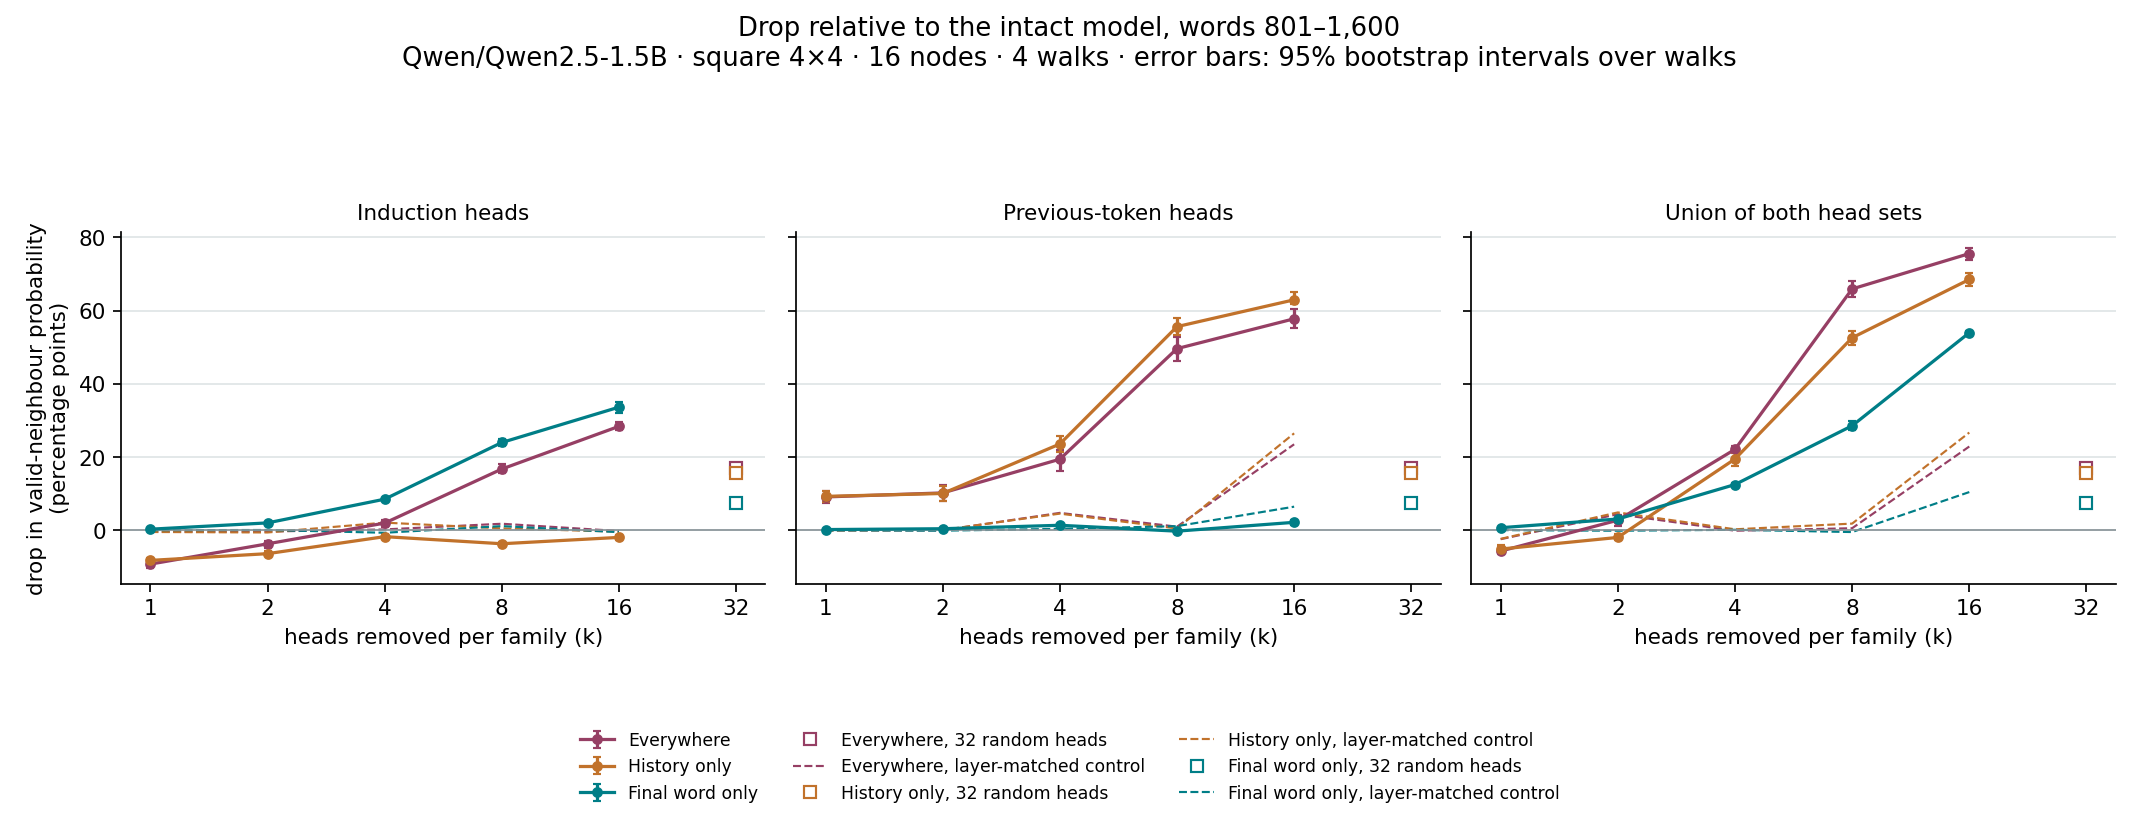 Drop relative to the intact model, words 801–1,600
Qwen/Qwen2.5-1.5B · square 4×4 · 16 nodes · 4 walks · error bars: 95% bootstrap intervals over walks
Induction heads
Previous-token heads
Union of both head sets
drop in valid-neighbour probability
(percentage points)
80
60
40
20
0
1 2 4 8 16 32
1 2 4 8 16 32
1 2 4 8 16 32
heads removed per family (k)
heads removed per family (k)
heads removed per family (k)
Everywhere
History only
Final word only
Everywhere, 32 random heads
Everywhere, layer-matched control
History only, 32 random heads
History only, layer-matched control
Final word only, 32 random heads
Final word only, layer-matched control